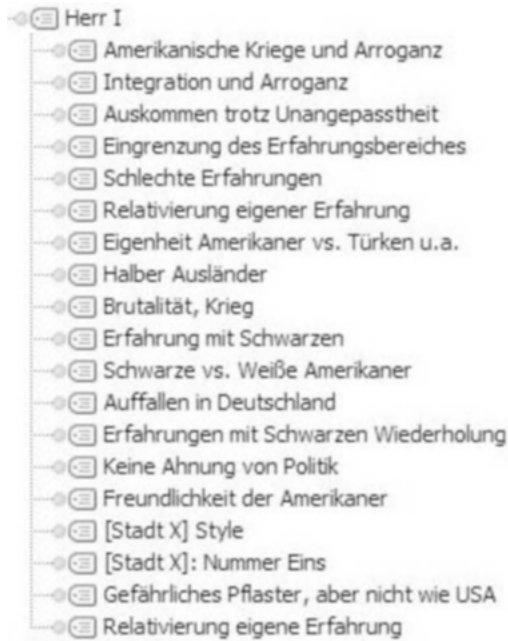 Herr I
Amerikanische Kriege und Arroganz
Integration und Arroganz
Auskommen trotz Unangepasstheit
Eingrenzung des Erfahrungsbereiches
Schlechte Erfahrungen
Relativierung eigener Erfahrung
Eigenheit Amerikaner vs. Türken u.a.
Halber Ausländer
Brutalität, Krieg
Erfahrung mit Schwarzen
Schwarze vs. Weiße Amerikaner
Auffallen in Deutschland
Erfahrungen mit Schwarzen Wiederholung
Keine Ahnung von Politik
Freundlichkeit der Amerikaner
[Stadt X] Style
[Stadt X]: Nummer Eins
Gefährliches Pflaster, aber nicht wie USA
Relativierung eigene Erfahrung